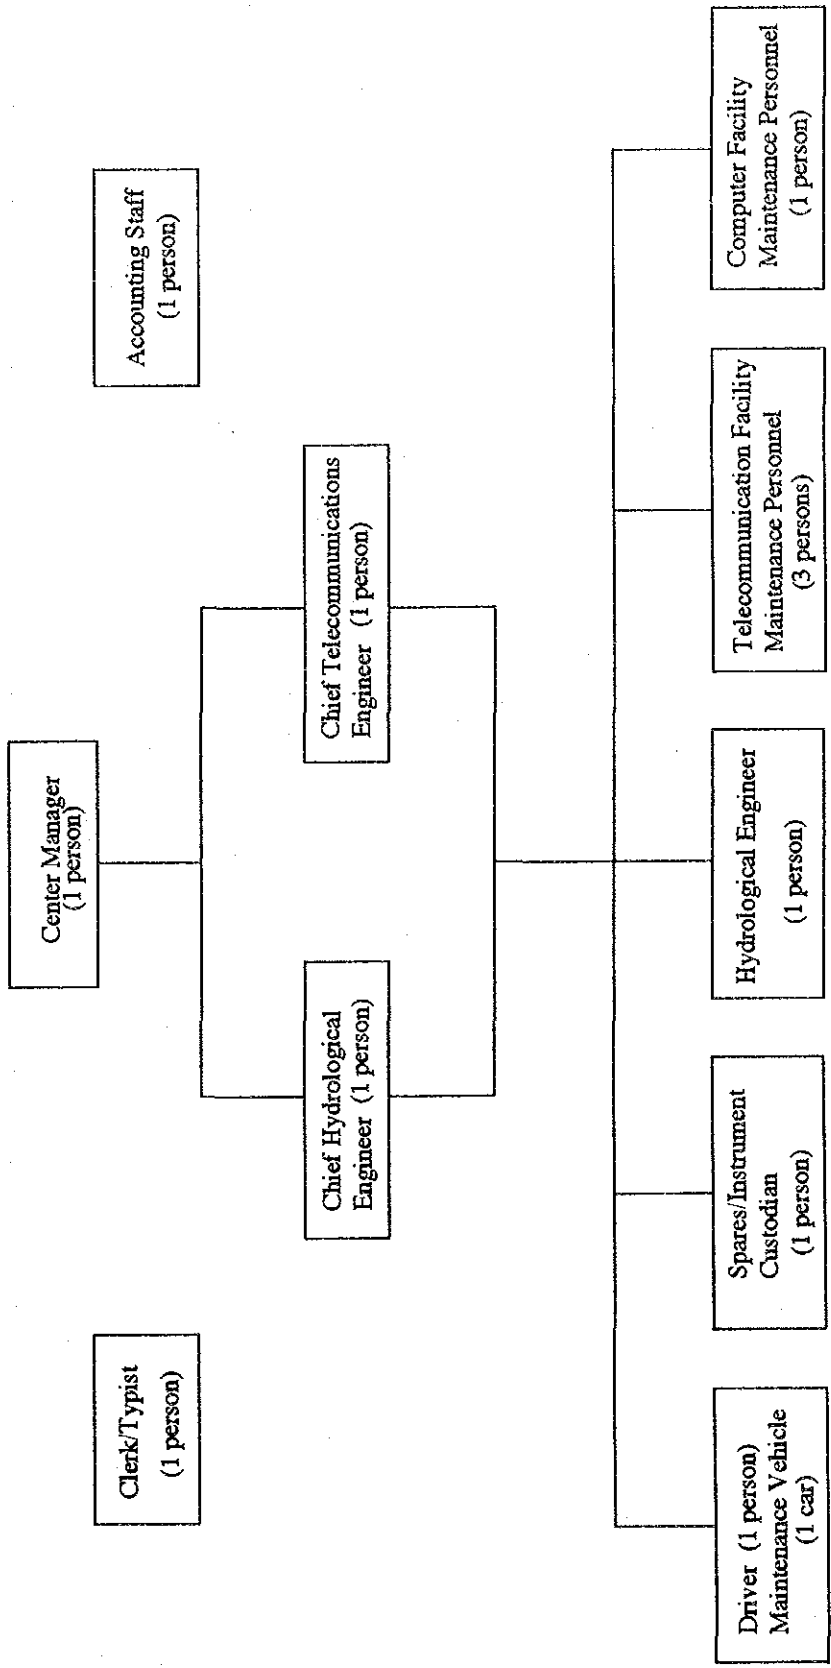 Center Manager
(1 person)
Clerk/Typist
(1 person)
Accounting Staff
(1 person)
Chief Hydrological
Engineer (1 person)
Chief Telecommunications
Engineer (1 person)
Driver (1 person)
Maintenance Vehicle
(1 car)
Spares/Instrument
Custodian
(1 person)
Hydrological Engineer
(1 person)
Telecommunication Facility
Maintenance Personnel
(3 persons)
Computer Facility
Maintenance Personnel
(1 person)